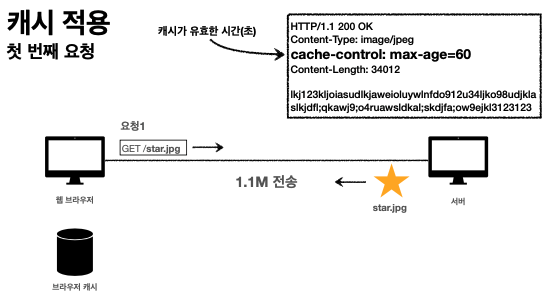 캐시 적용
첫 번째 요청
캐시가 유효한 시간(초)
HTTP/1.1 200 OK
Content-Type: image/jpeg
cache-control: max-age=60
Content-Length: 34012
lkj123kljoiasudlkjaweioluywlnfdo912u34ljko98udjkla
slkjdfl;qkawj9;o4ruawsldkal;skdjfa;ow9ejkl3123123
요청1
GET /star.jpg
1.1M 전송
star.jpg
웹 브라우저
서버
브라우저 캐시